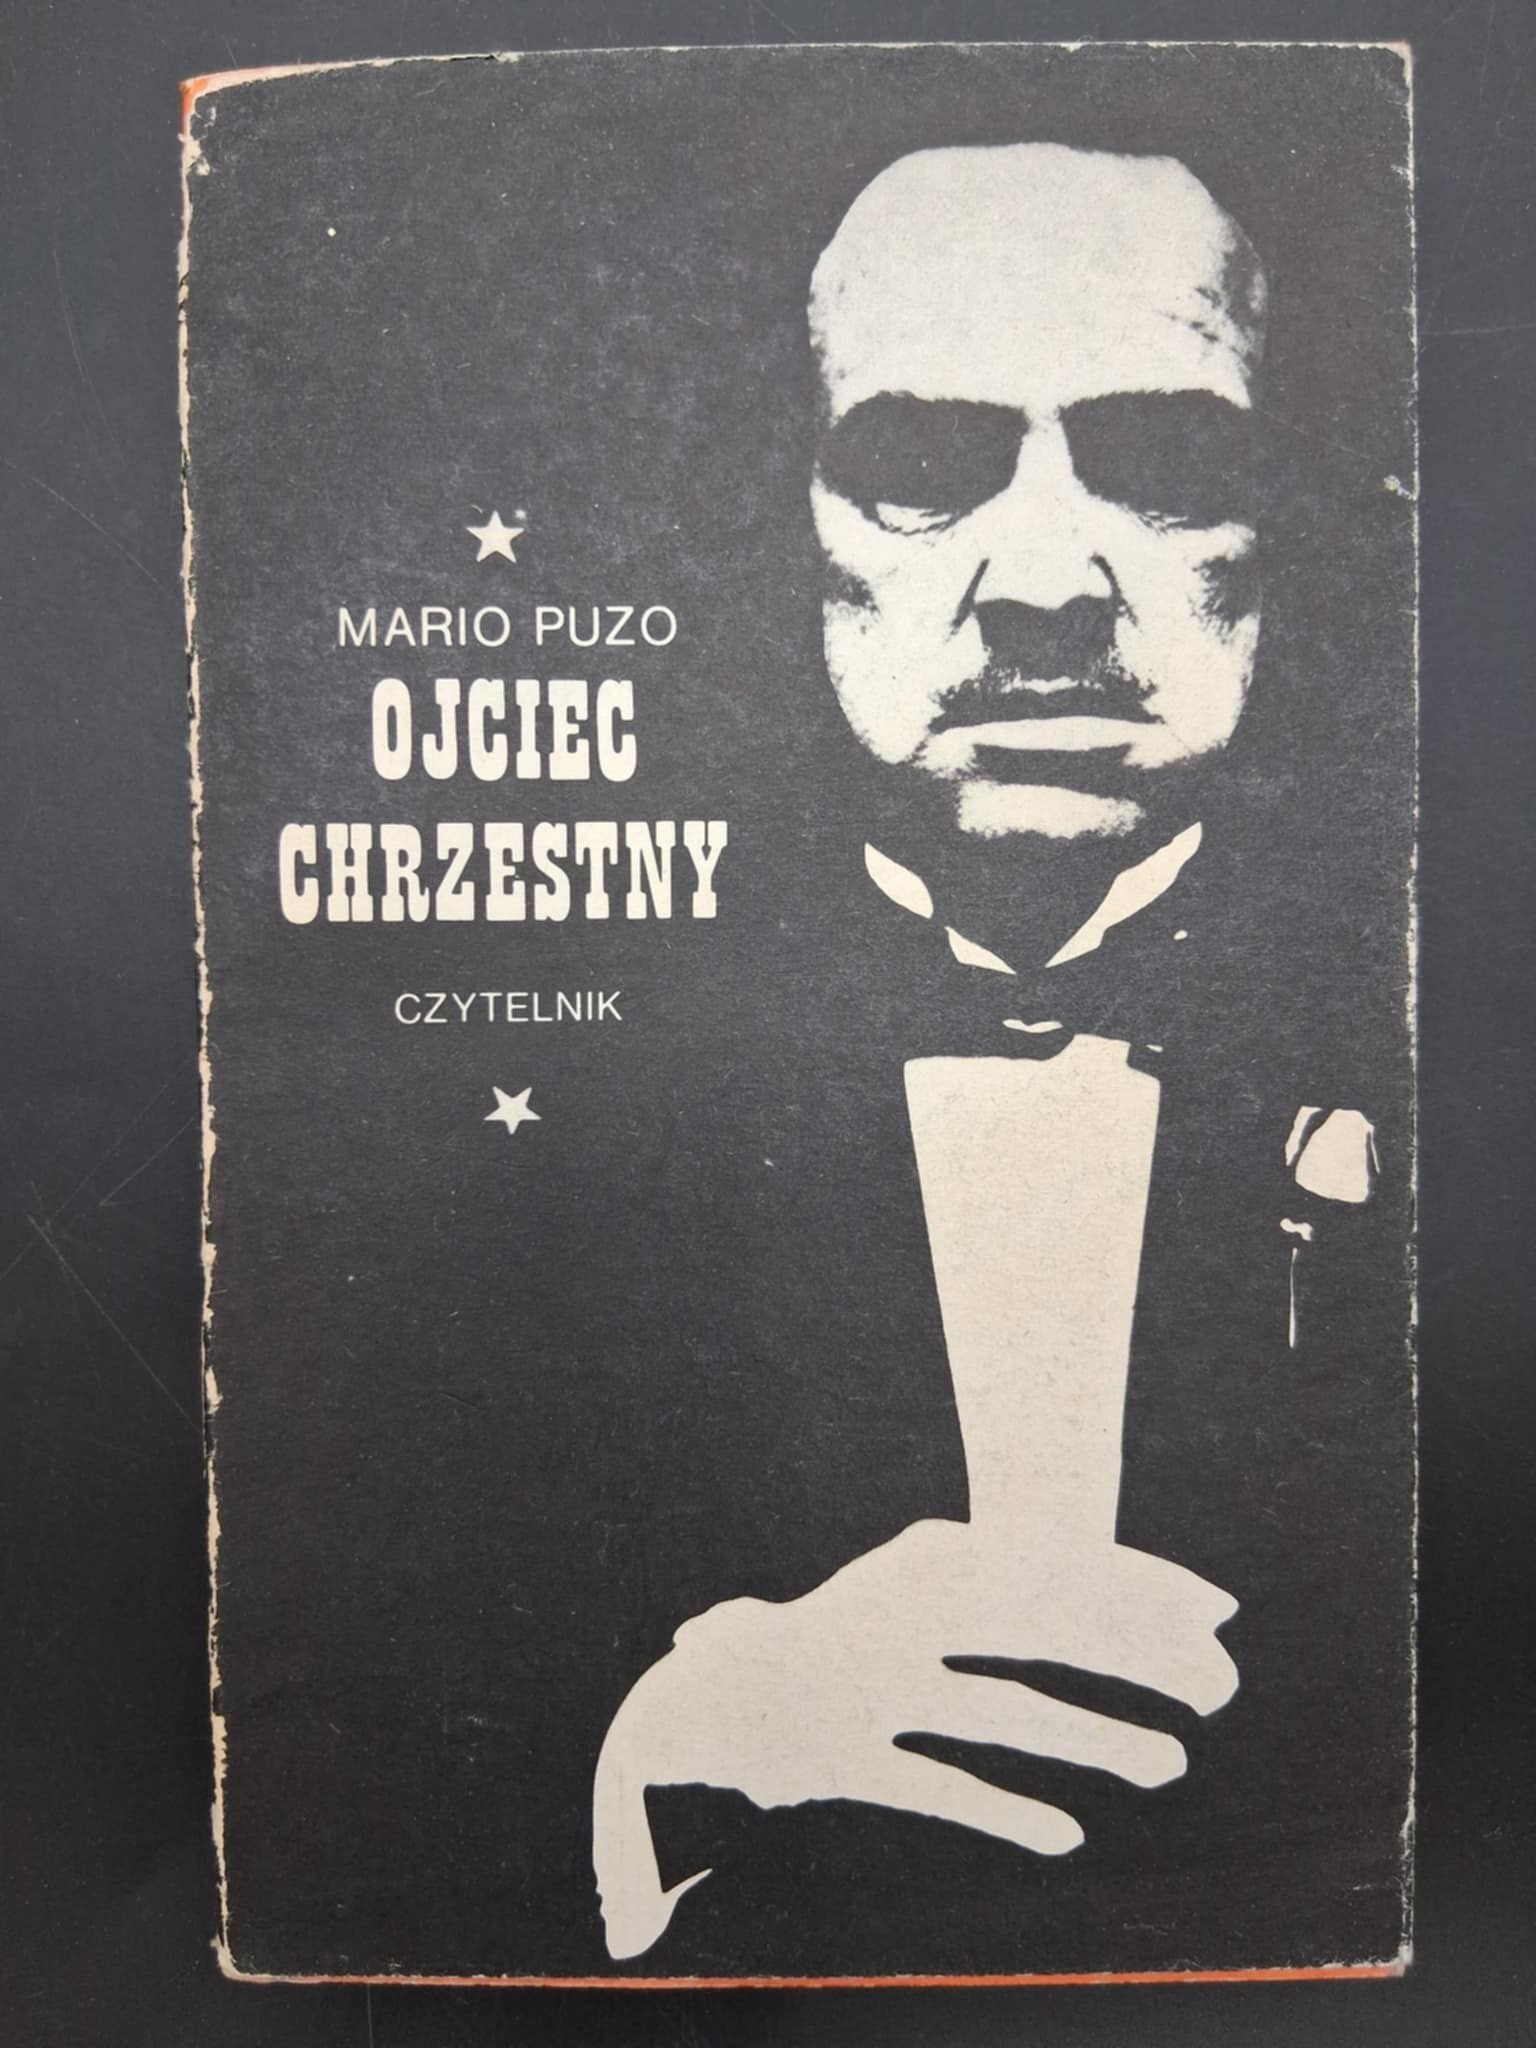 MARIO PUZO
OJCIEC
CHRZESTNY
CZYTELNIK